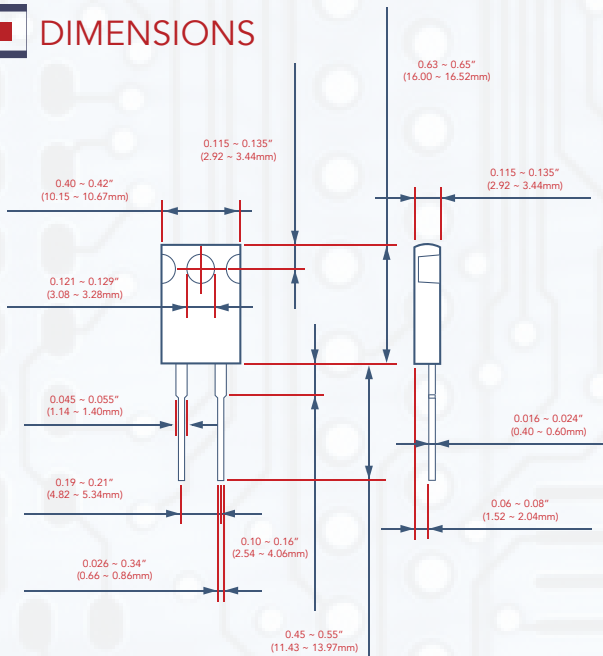 DIMENSIONS
0.63 ~ 0.65"
(16.00 ~ 16.52mm)
0.115 ~ 0.135"
(2.92 ~ 3.44mm)
0.40 ~ 0.42"
(10.15 ~ 10.67mm)
0.115 ~ 0.135"
(2.92 ~ 3.44mm)
0.121 ~ 0.129"
(3.08 ~ 3.28mm)
0.045 ~ 0.055"
(1.14 ~ 1.40mm)
0.016 ~ 0.024"
(0.40 ~ 0.60mm)
0.19 ~ 0.21"
(4.82 ~ 5.34mm)
0.06 ~ 0.08"
(1.52 ~ 2.04mm)
0.10 ~ 0.16"
(2.54 ~ 4.06mm)
0.026 ~ 0.34"
(0.66 ~ 0.86mm)
0.45 ~ 0.55"
(11.43 ~ 13.97mm)